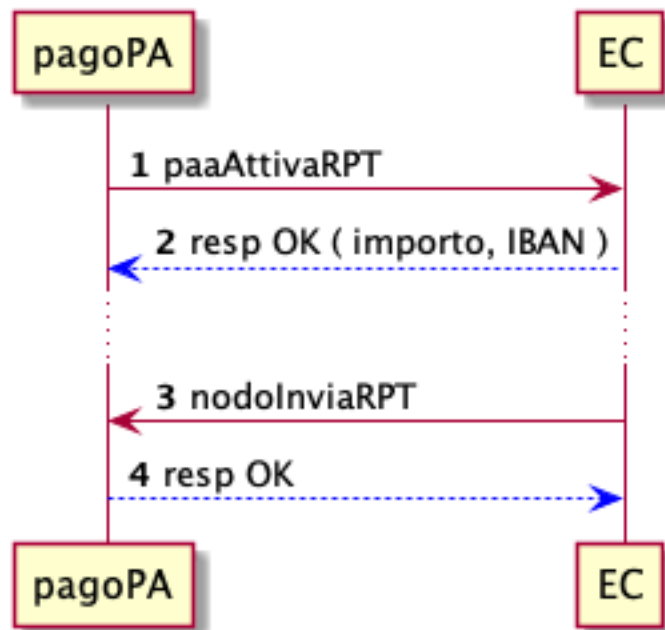 pagoPA
EC
1 paaAttivaRPT
2 resp OK ( importo, IBAN )
3 nodoInviaRPT
4 resp OK
pagoPA
EC